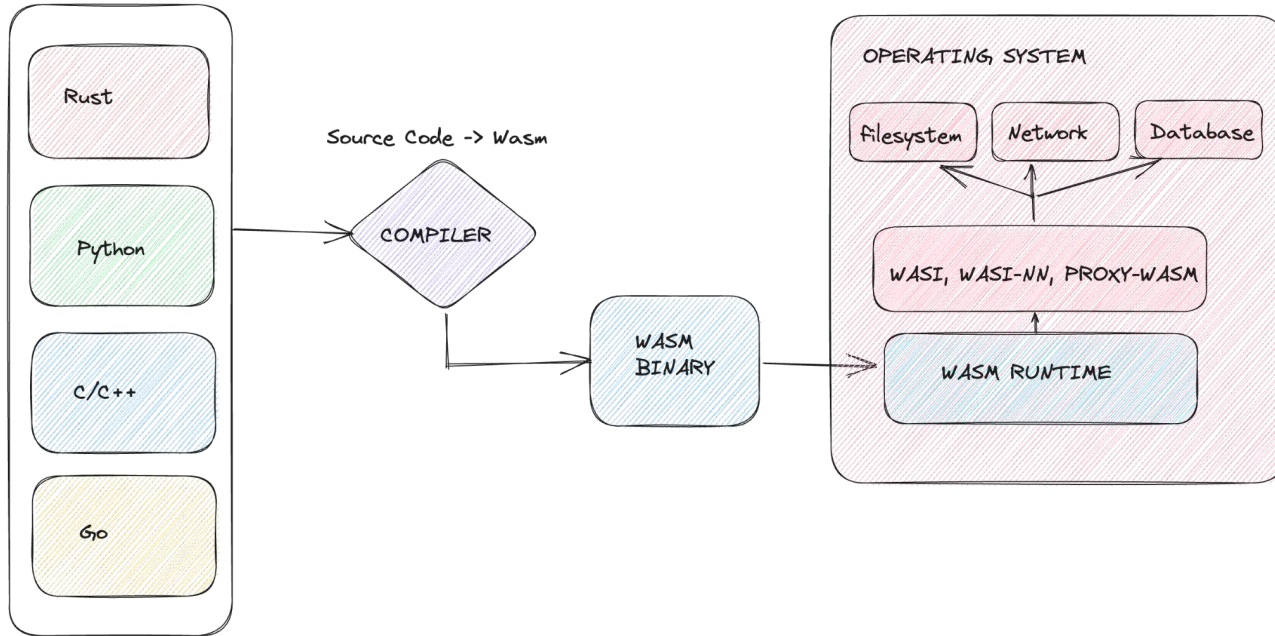 Rust
Python
C/C++
Go
Source Code -> Wasm
COMPILER
WASM
BINARY
OPERATING SYSTEM
filesystem
Network
Database
WASI, WASI-NN, PROXY-WASM
WASM RUNTIME